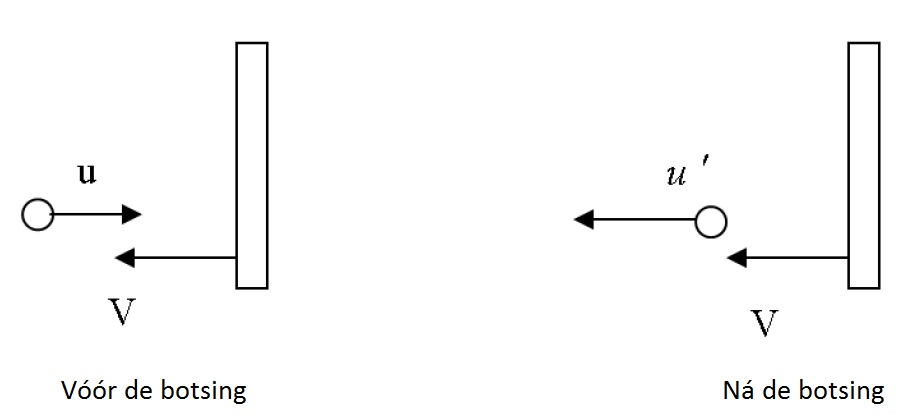 u
V
Vóór de botsing
u '
V
Ná de botsing